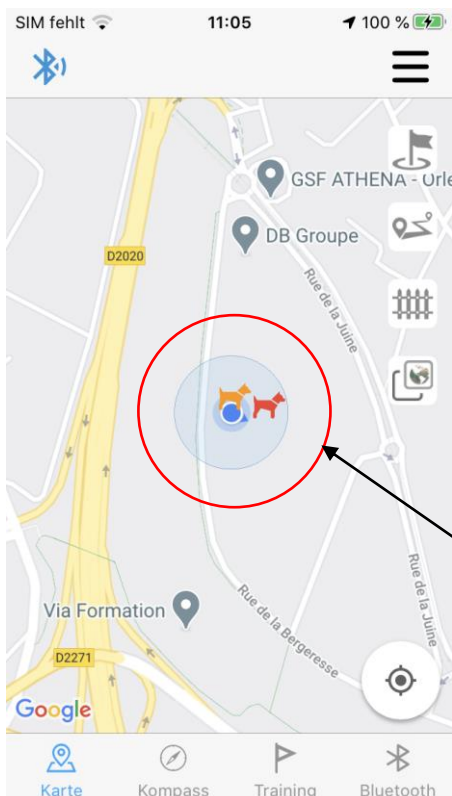 SIM fehlt 11:05 100 %
GSF ATHENA - Orle
DB Groupe
D2020
Rue de la Juine
Rue de la Juine
Via Formation
Rue de la Bergeresse
D2271
Google
Karte Kompass Training Bluetooth